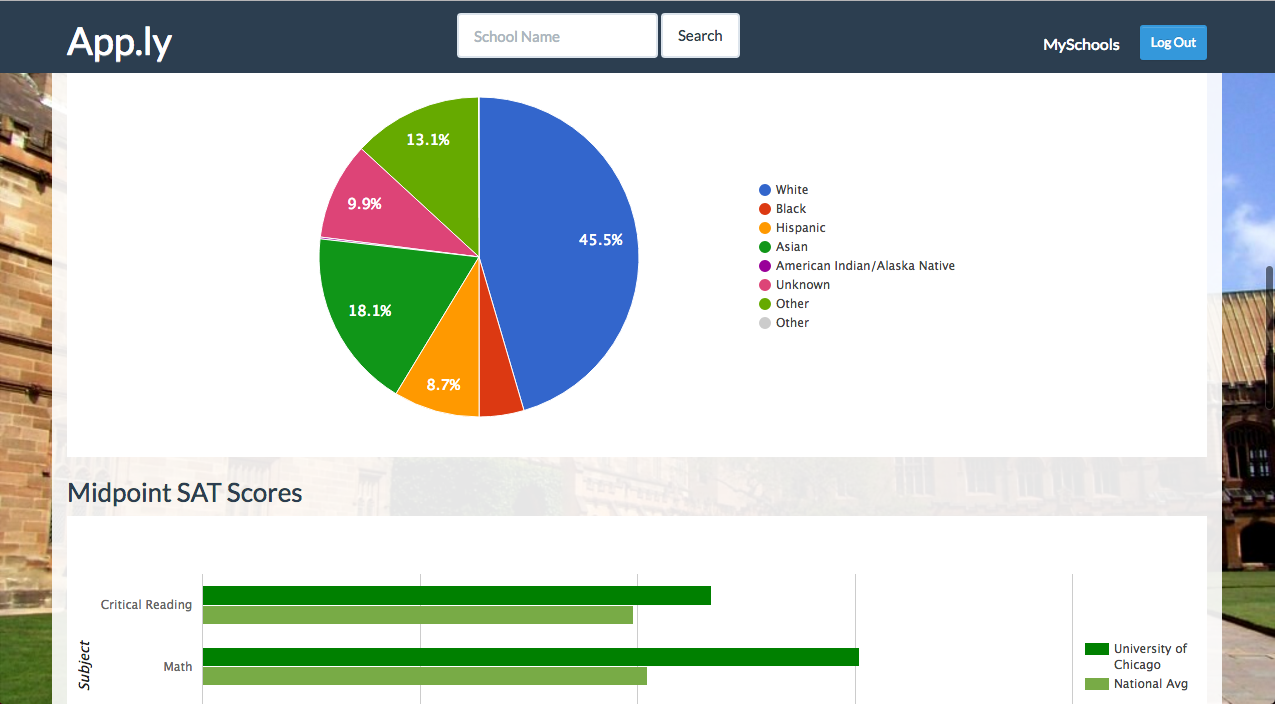 App.ly
School Name
Search
MySchools
Log Out
13.1%
9.9%
45.5%
18.1%
8.7%
White
Black
Hispanic
Asian
American Indian/Alaska Native
Unknown
Other
Other
Midpoint SAT Scores
Critical Reading
Math
Subject
University of
Chicago
National Avg